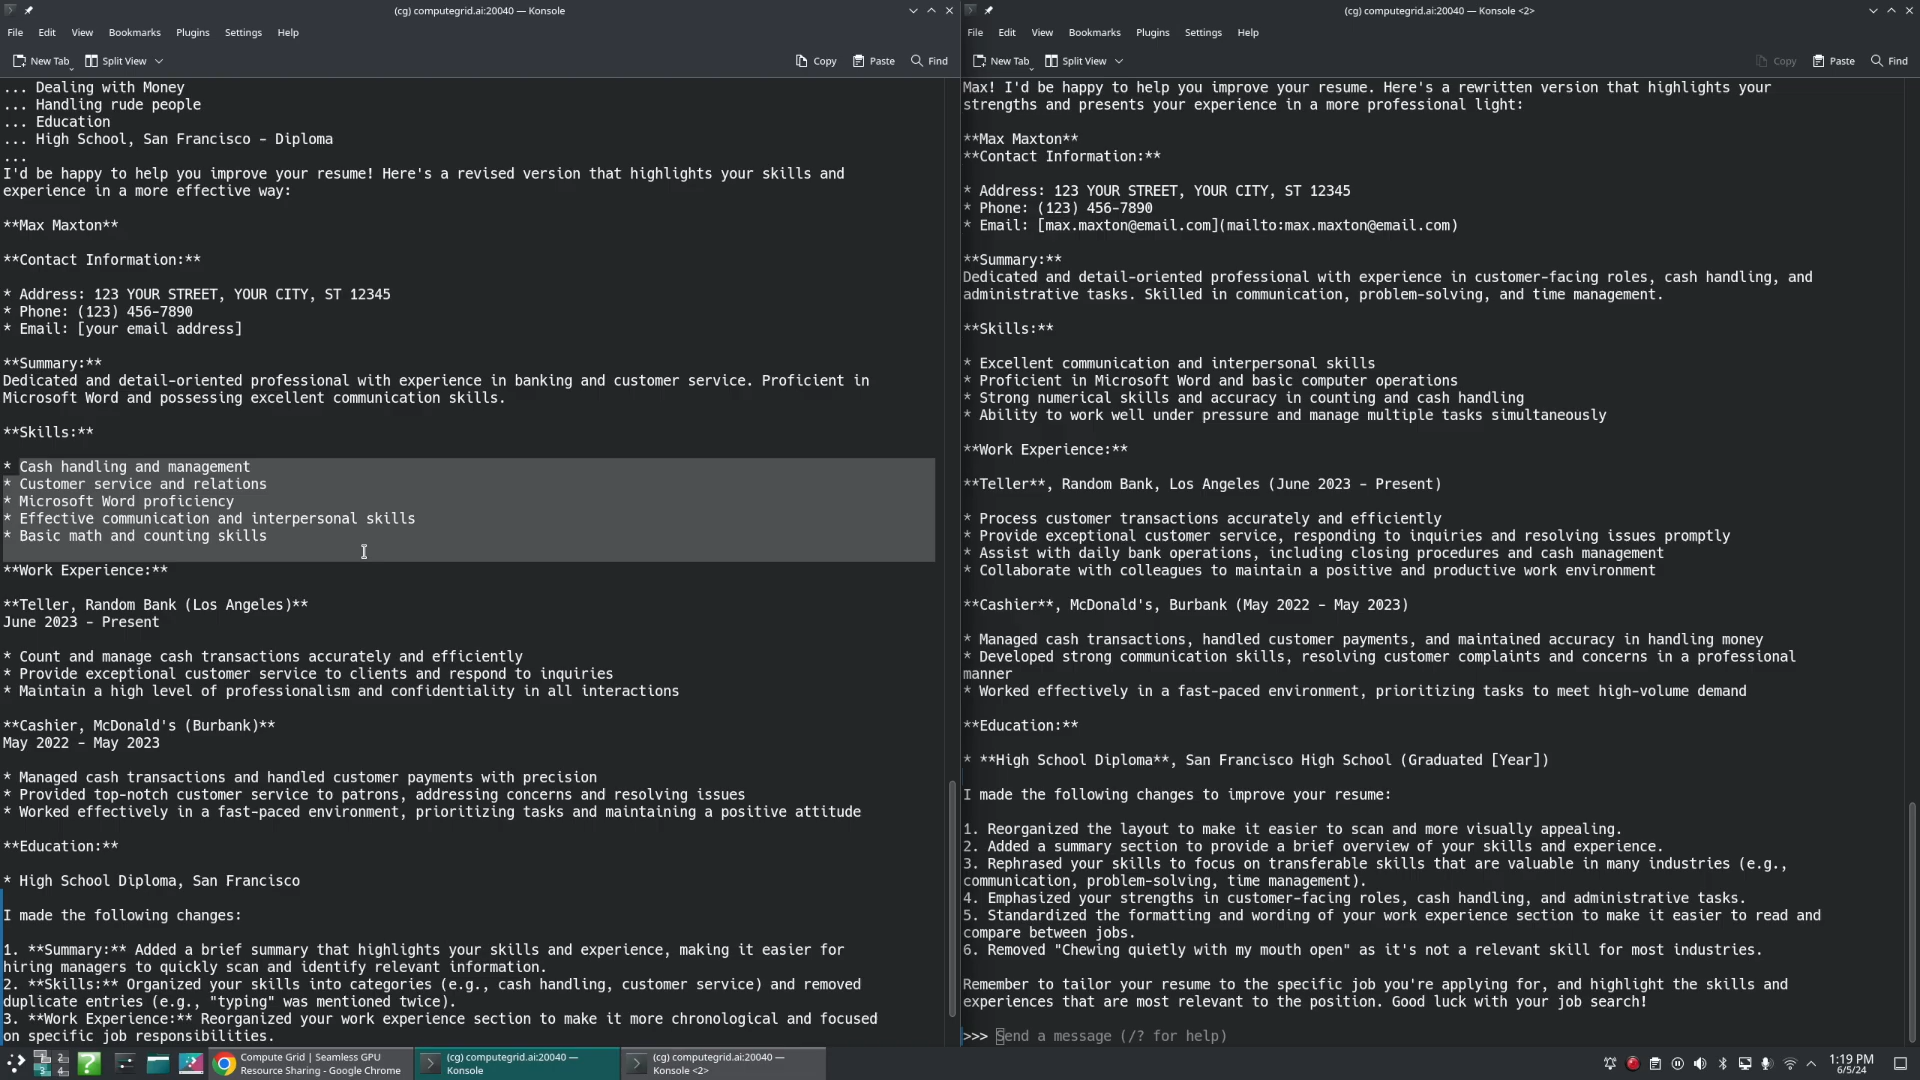 (cg) computegrid.ai:20040 — Konsole
File Edit View Bookmarks Plugins Settings Help
New Tab Split View Copy Paste Find
... Dealing with Money
... Handling rude people
... Education
... High School, San Francisco - Diploma
...
I'd be happy to help you improve your resume! Here's a revised version that highlights your skills and
experience in a more effective way:
**Max Maxton**
**Contact Information:**
* Address: 123 YOUR STREET, YOUR CITY, ST 12345
* Phone: (123) 456-7890
* Email: [your email address]
**Summary:**
Dedicated and detail-oriented professional with experience in banking and customer service. Proficient in
Microsoft Word and possessing excellent communication skills.
**Skills:**
* Cash handling and management
* Customer service and relations
* Microsoft Word proficiency
* Effective communication and interpersonal skills
* Basic math and counting skills
**Work Experience:**
**Teller, Random Bank (Los Angeles)**
June 2023 - Present
* Count and manage cash transactions accurately and efficiently
* Provide exceptional customer service to clients and respond to inquiries
* Maintain a high level of professionalism and confidentiality in all interactions
**Cashier, McDonald's (Burbank)**
May 2022 - May 2023
* Managed cash transactions and handled customer payments with precision
* Provided top-notch customer service to patrons, addressing concerns and resolving issues
* Worked effectively in a fast-paced environment, prioritizing tasks and maintaining a positive attitude
**Education:**
* High School Diploma, San Francisco
I made the following changes:
1. **Summary:** Added a brief summary that highlights your skills and experience, making it easier for
hiring managers to quickly scan and identify relevant information.
2. **Skills:** Organized your skills into categories (e.g., cash handling, customer service) and removed
duplicate entries (e.g., "typing" was mentioned twice).
3. **Work Experience:** Reorganized your work experience section to make it more chronological and focused
on specific job responsibilities.
(cg) computegrid.ai:20040 — Konsole <2>
File Edit View Bookmarks Plugins Settings Help
New Tab Split View Copy Paste Find
Max! I'd be happy to help you improve your resume. Here's a rewritten version that highlights your
strengths and presents your experience in a more professional light:
**Max Maxton**
**Contact Information:**
* Address: 123 YOUR STREET, YOUR CITY, ST 12345
* Phone: (123) 456-7890
* Email: [max.maxton@email.com](mailto:max.maxton@email.com)
**Summary:**
Dedicated and detail-oriented professional with experience in customer-facing roles, cash handling, and
administrative tasks. Skilled in communication, problem-solving, and time management.
**Skills:**
* Excellent communication and interpersonal skills
* Proficient in Microsoft Word and basic computer operations
* Strong numerical skills and accuracy in counting and cash handling
* Ability to work well under pressure and manage multiple tasks simultaneously
**Work Experience:**
**Teller**, Random Bank, Los Angeles (June 2023 - Present)
* Process customer transactions accurately and efficiently
* Provide exceptional customer service, responding to inquiries and resolving issues promptly
* Assist with daily bank operations, including closing procedures and cash management
* Collaborate with colleagues to maintain a positive and productive work environment
**Cashier**, McDonald's, Burbank (May 2022 - May 2023)
* Managed cash transactions, handled customer payments, and maintained accuracy in handling money
* Developed strong communication skills, resolving customer complaints and concerns in a professional
manner
* Worked effectively in a fast-paced environment, prioritizing tasks to meet high-volume demand
**Education:**
* **High School Diploma**, San Francisco High School (Graduated [Year])
I made the following changes to improve your resume:
1. Reorganized the layout to make it easier to scan and more visually appealing.
2. Added a summary section to provide a brief overview of your skills and experience.
3. Rephrased your skills to focus on transferable skills that are valuable in many industries (e.g.,
communication, problem-solving, time management).
4. Emphasized your strengths in customer-facing roles, cash handling, and administrative tasks.
5. Standardized the formatting and wording of your work experience section to make it easier to read and
compare between jobs.
6. Removed "Chewing quietly with my mouth open" as it's not a relevant skill for most industries.
Remember to tailor your resume to the specific job you're applying for, and highlight the skills and
experiences that are most relevant to the position. Good luck with your job search!
>>> Send a message (/? for help)
1 2
3 4
Compute Grid | Seamless GPU
Resource Sharing - Google Chrome
(cg) computegrid.ai:20040 —
Konsole
(cg) computegrid.ai:20040 —
Konsole <2>
1:19 PM
6/5/24